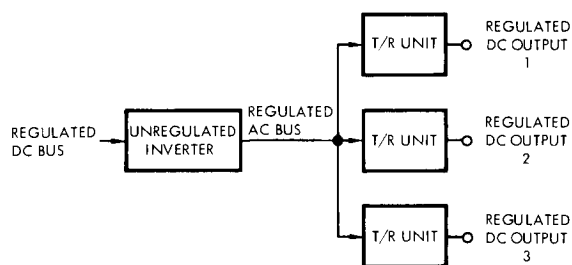 REGULATED
DC BUS
UNREGULATED
INVERTER
REGULATED
AC BUS
T/R UNIT
REGULATED
DC OUTPUT
1
T/R UNIT
REGULATED
DC OUTPUT
2
T/R UNIT
REGULATED
DC OUTPUT
3